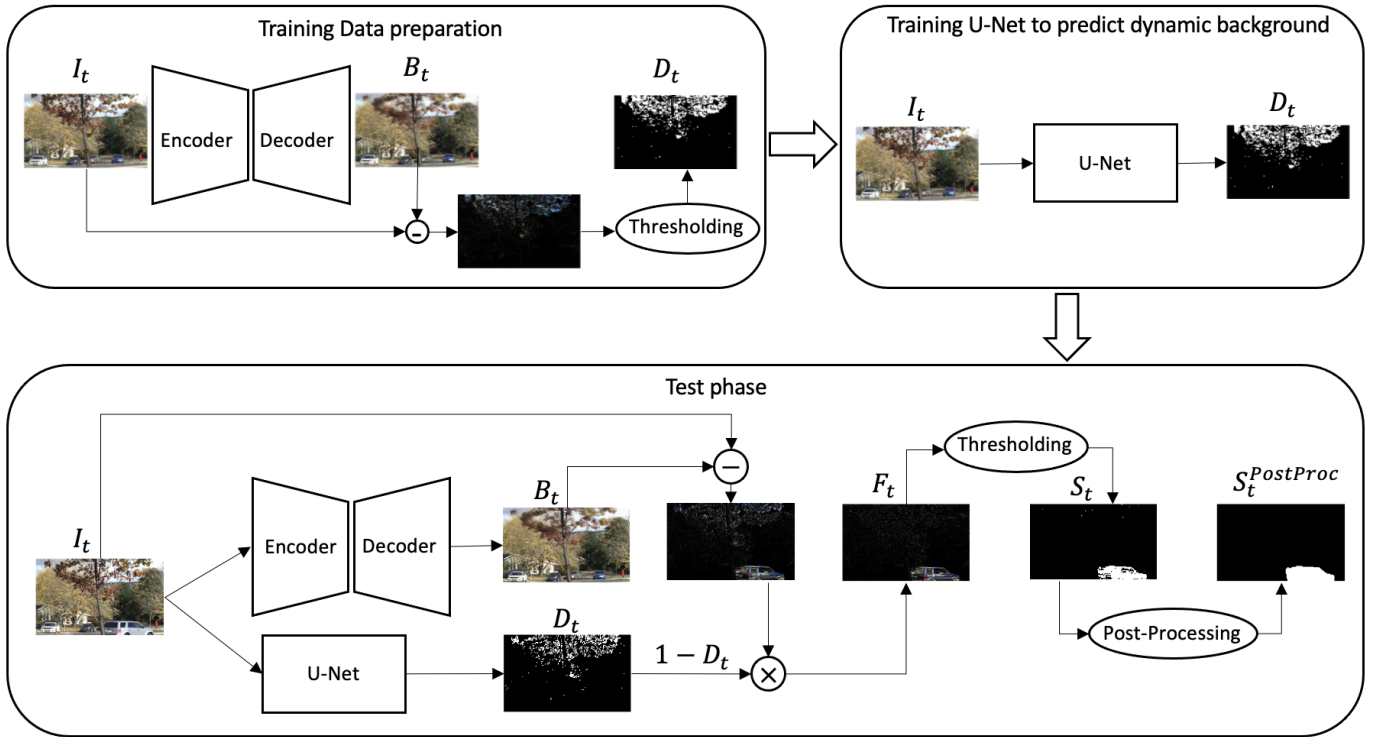 Training Data preparation
I_t
B_t
D_t
Encoder
Decoder
-
Thresholding
Training U-Net to predict dynamic background
I_t
D_t
U-Net
Test phase
Thresholding
−
B_t
F_t
S_t
S_t^{PostProc}
I_t
Encoder
Decoder
D_t
1 − D_t
Post-Processing
U-Net
×